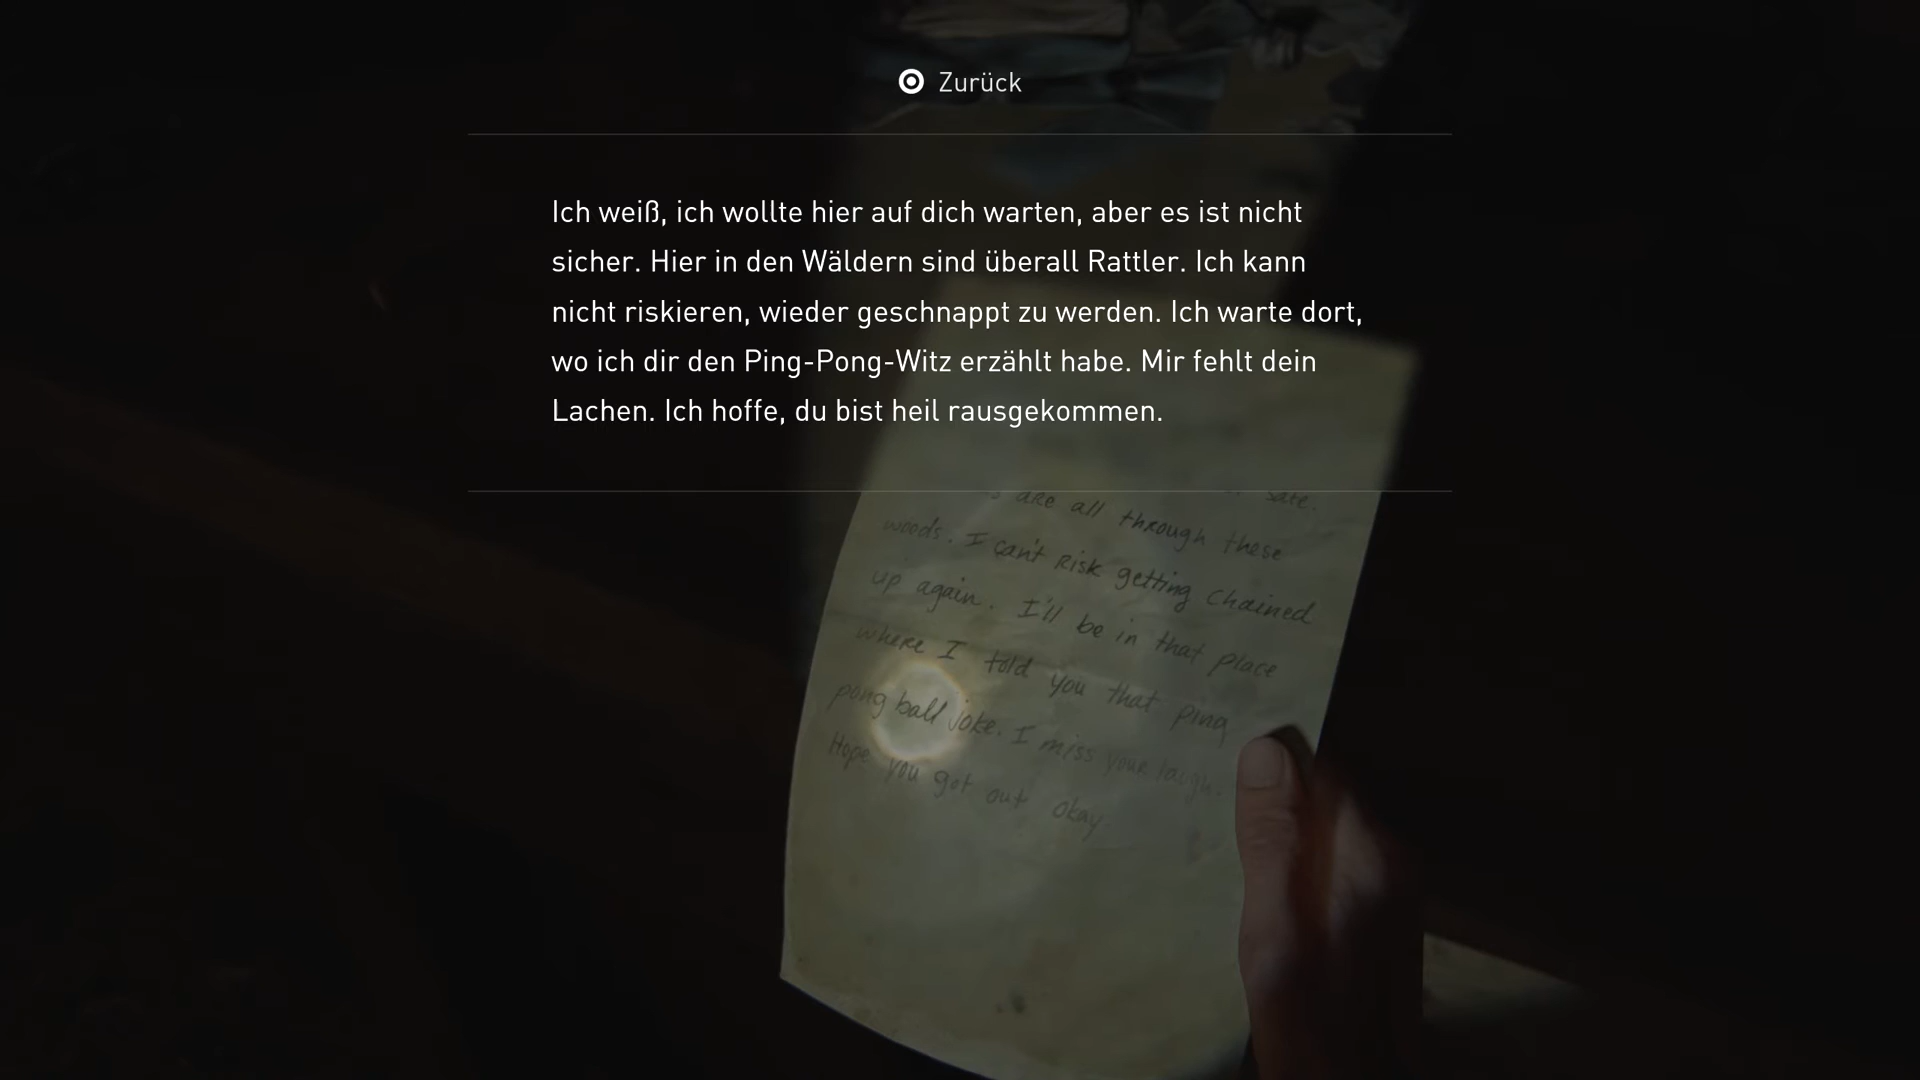 Zurück
Ich weiß, ich wollte hier auf dich warten, aber es ist nicht
sicher. Hier in den Wäldern sind überall Rattler. Ich kann
nicht riskieren, wieder geschnappt zu werden. Ich warte dort,
wo ich dir den Ping-Pong-Witz erzählt habe. Mir fehlt dein
Lachen. Ich hoffe, du bist heil rausgekommen.
safe.
are all through these
woods. I can't risk getting chained
up again. I'll be in that place
where I told you that ping
pong ball joke. I miss your laugh.
Hope you got out okay